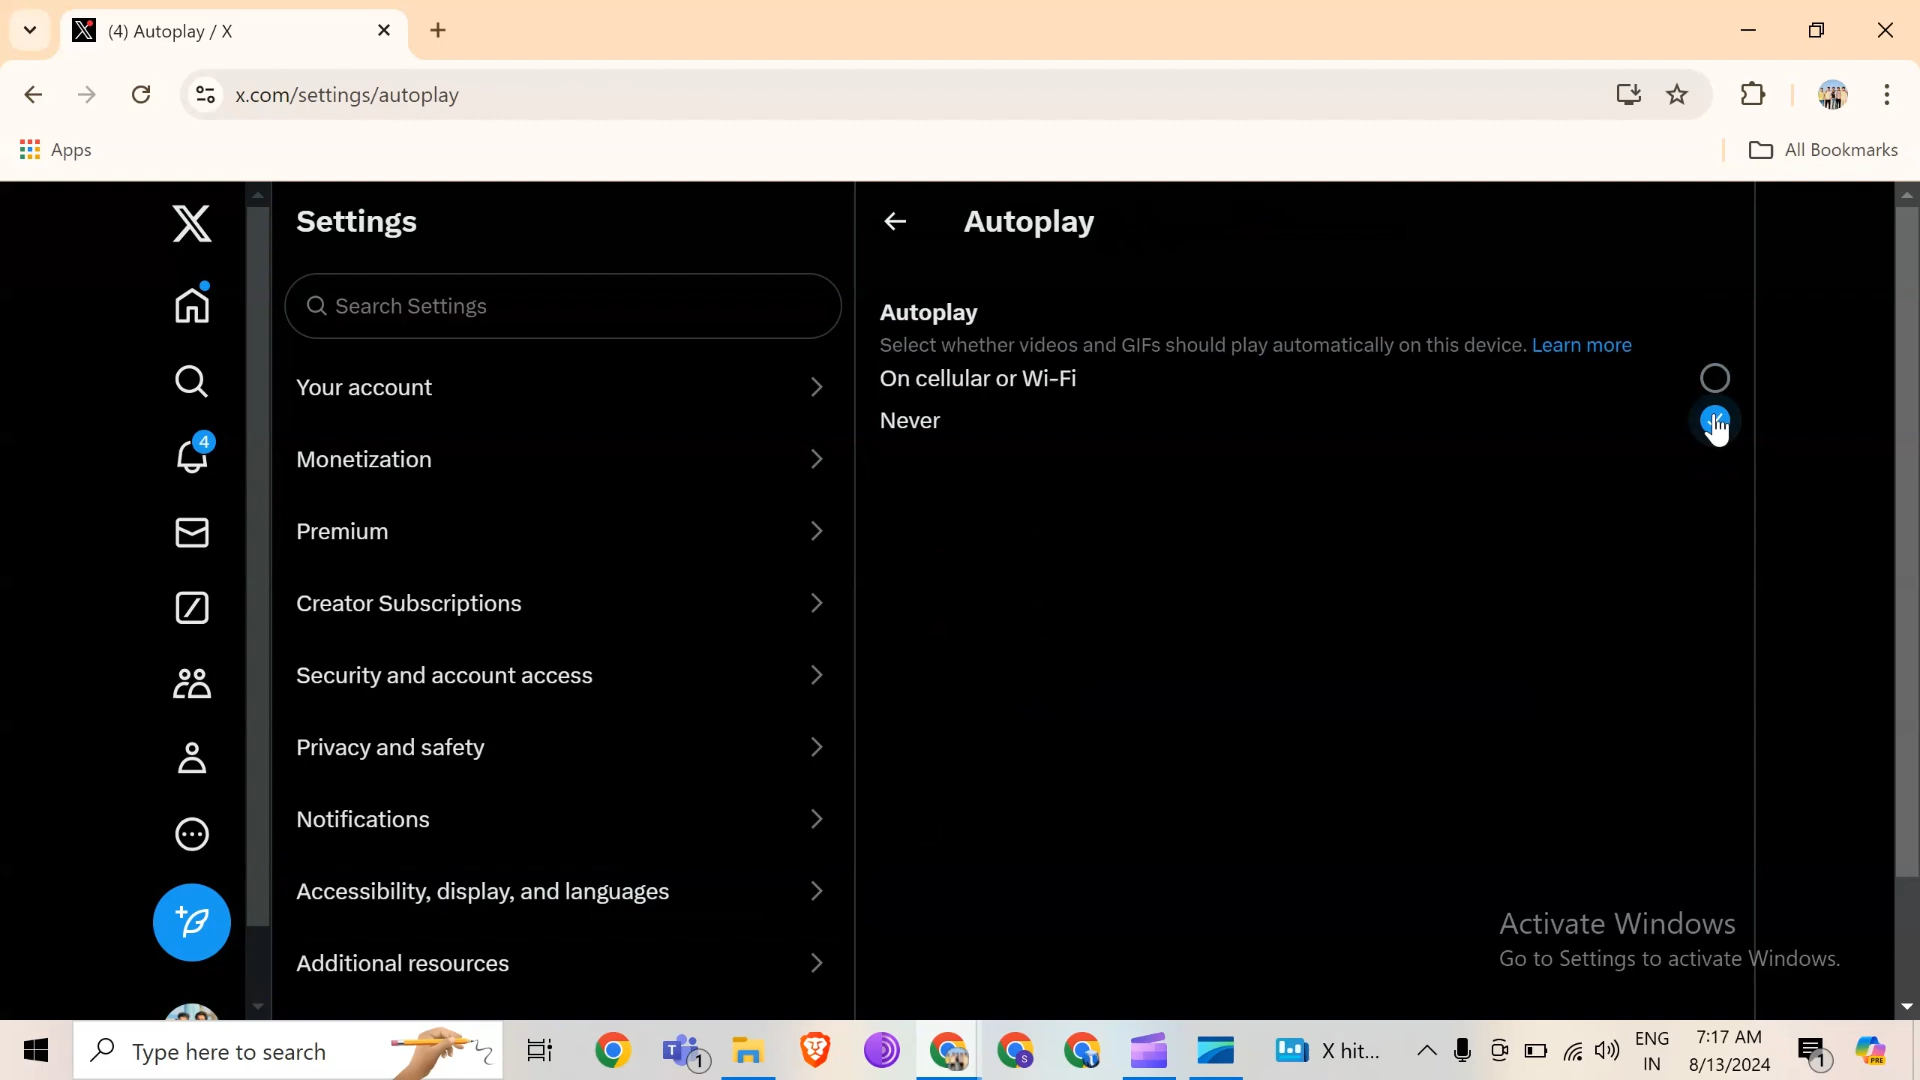 (4) Autoplay / X
x.com/settings/autoplay
Apps
All Bookmarks
Settings
Search Settings
Your account
Monetization
Premium
Creator Subscriptions
Security and account access
Privacy and safety
Notifications
Accessibility, display, and languages
Additional resources
4
Autoplay
Autoplay
Select whether videos and GIFs should play automatically on this device. Learn more
On cellular or Wi-Fi
Never
Activate Windows
Go to Settings to activate Windows.
Type here to search
1
S
X hit...
ENG
IN
7:17 AM
8/13/2024
1
PRE